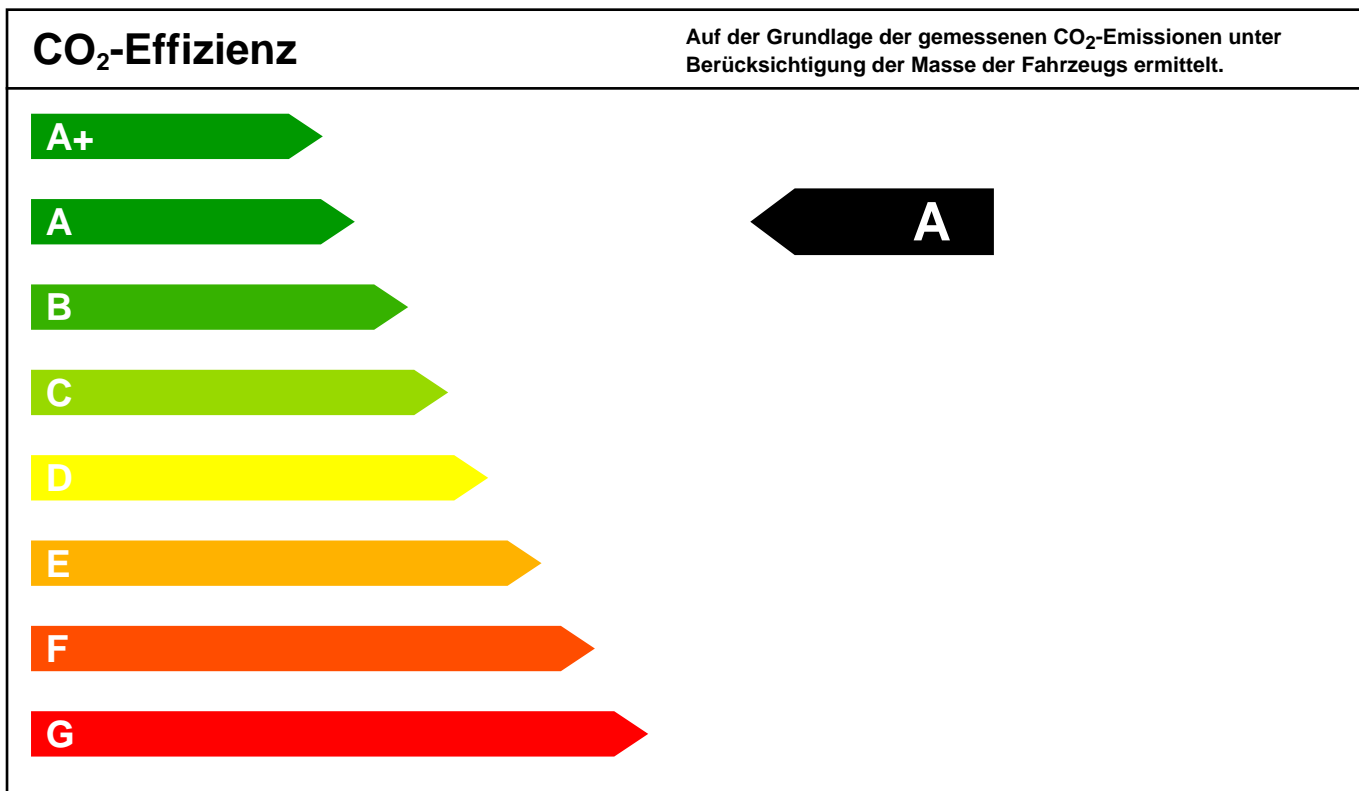 CO₂-Effizienz
Auf der Grundlage der gemessenen CO₂-Emissionen unter
Berücksichtigung der Masse der Fahrzeugs ermittelt.
A+
A
A
B
C
D
E
F
G